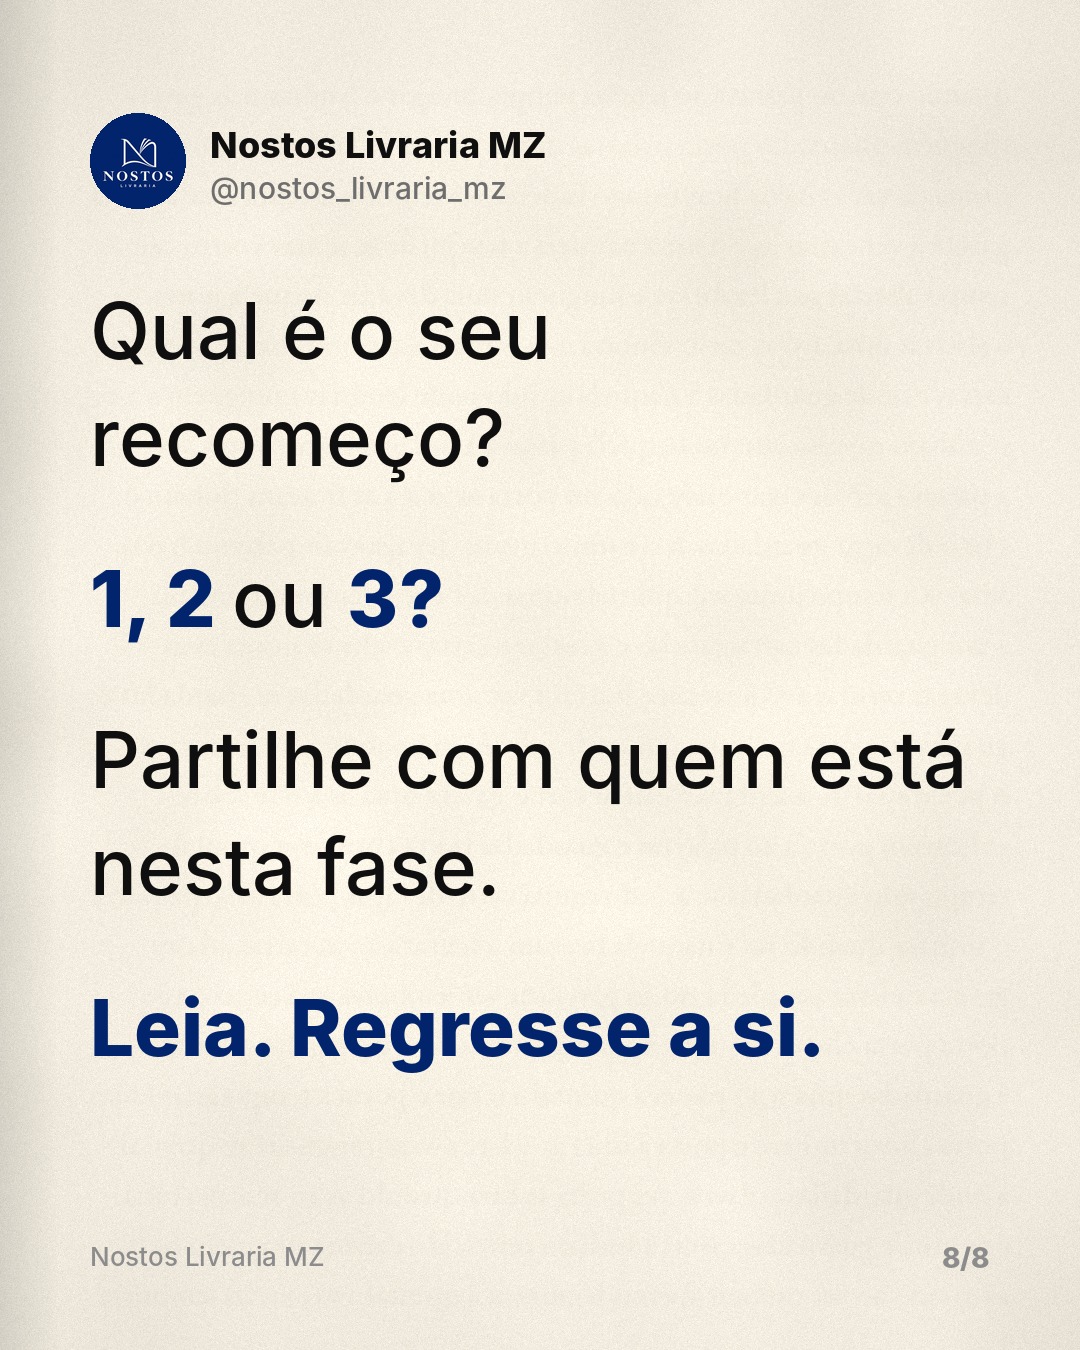 NOSTOS
LIVRARIA
Nostos Livraria MZ
@nostos_livraria_mz
Qual é o seu
recomeço?
1, 2 ou 3?
Partilhe com quem está
nesta fase.
Leia. Regresse a si.
Nostos Livraria MZ
8/8